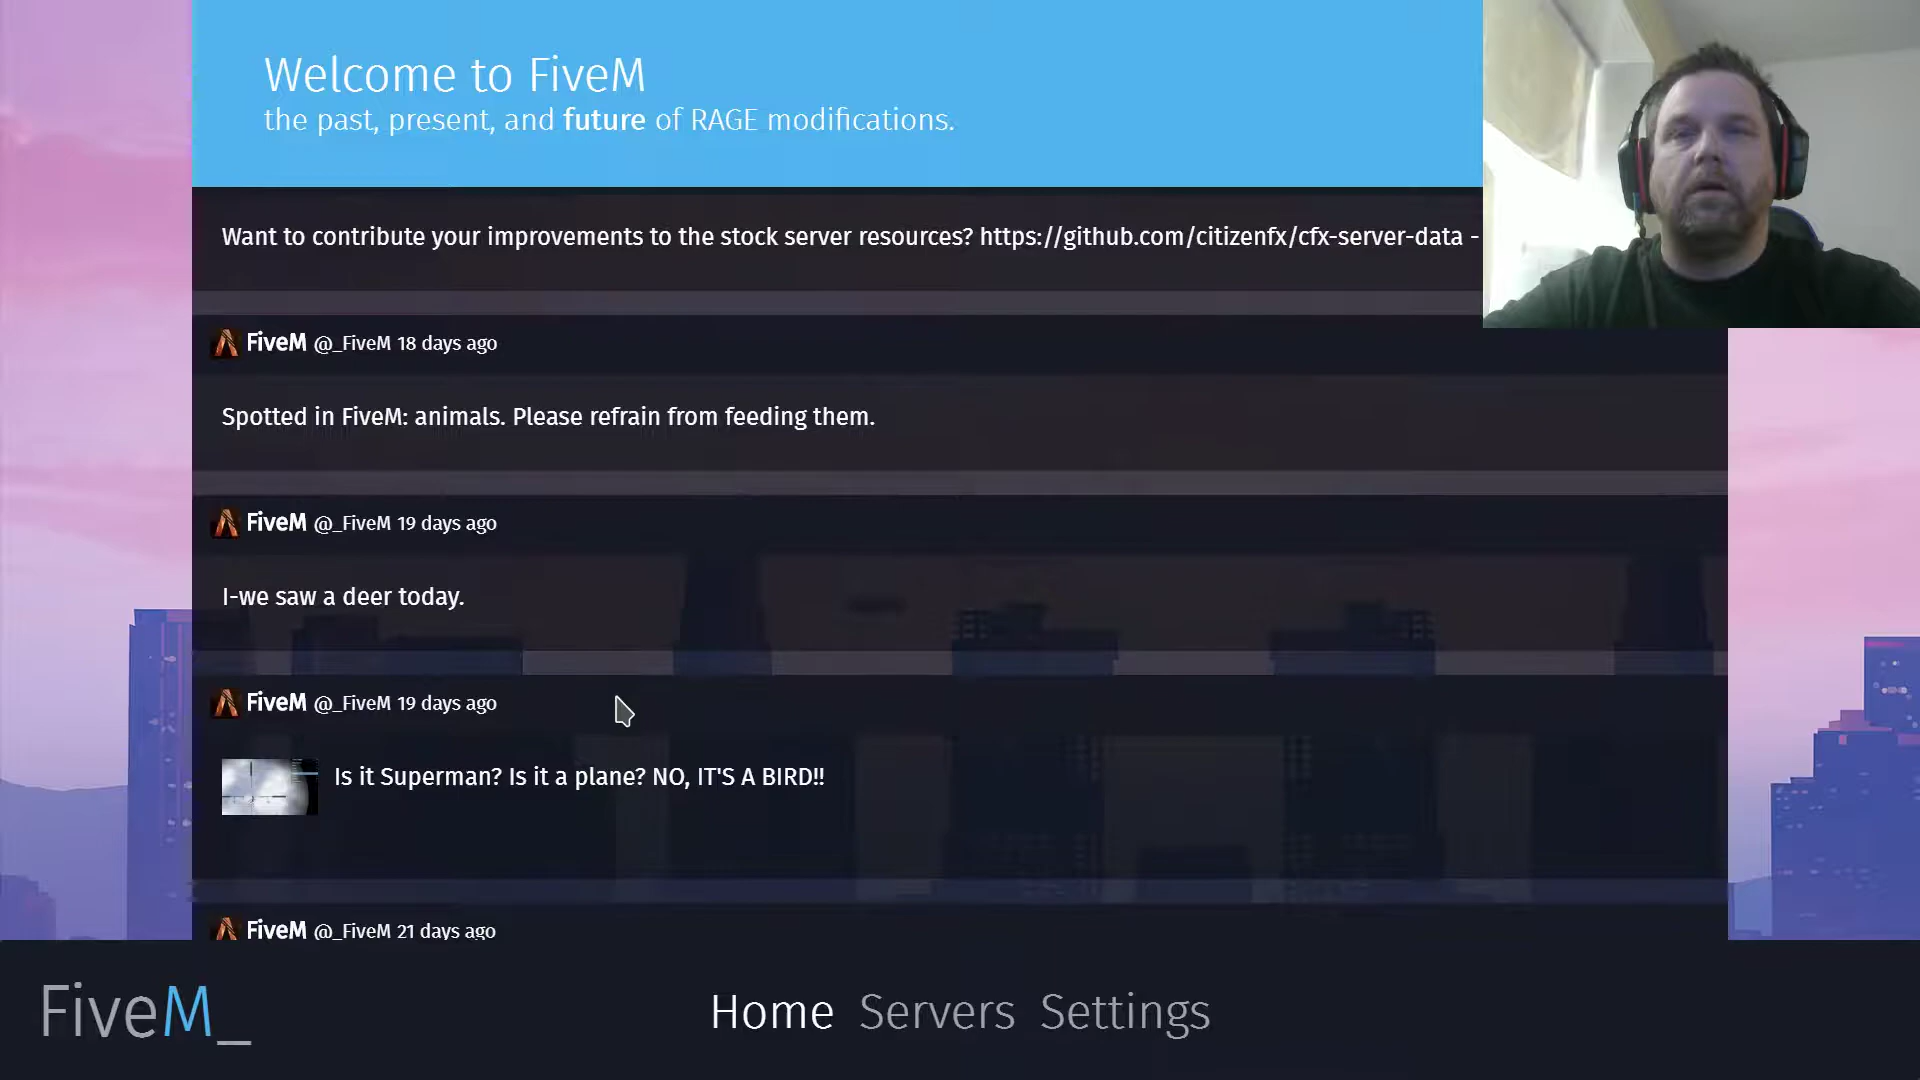 Welcome to FiveM
the past, present, and future of RAGE modifications.
Want to contribute your improvements to the stock server resources? https://github.com/citizenfx/cfx-server-data -
FiveM @_FiveM 18 days ago
Spotted in FiveM: animals. Please refrain from feeding them.
FiveM @_FiveM 19 days ago
I-we saw a deer today.
FiveM @_FiveM 19 days ago
Is it Superman? Is it a plane? NO, IT'S A BIRD!!
FiveM @_FiveM 21 days ago
FiveM_
Home Servers Settings